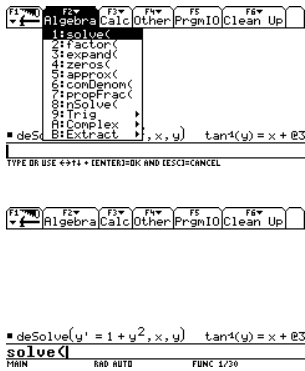 F1 F2 F3 F4 F5 F6
Algebra Calc Other PrgmIO Clean Up
1:solve(
2:factor(
3:expand(
4:zeros(
5:approx(
6:comDenom(
7:propFrac(
8:nSolve(
9:Trig
A:Complex
B:Extract
▪ deSo , x, y) tan⁻¹(y) = x + @3
TYPE OR USE ←→↑↓ + [ENTER]=OK AND [ESC]=CANCEL
F1 F2 F3 F4 F5 F6
Algebra Calc Other PrgmIO Clean Up
▪ deSolve(y' = 1 + y², x, y) tan⁻¹(y) = x + @3
solve(
MAIN RAD AUTO FUNC 1/30